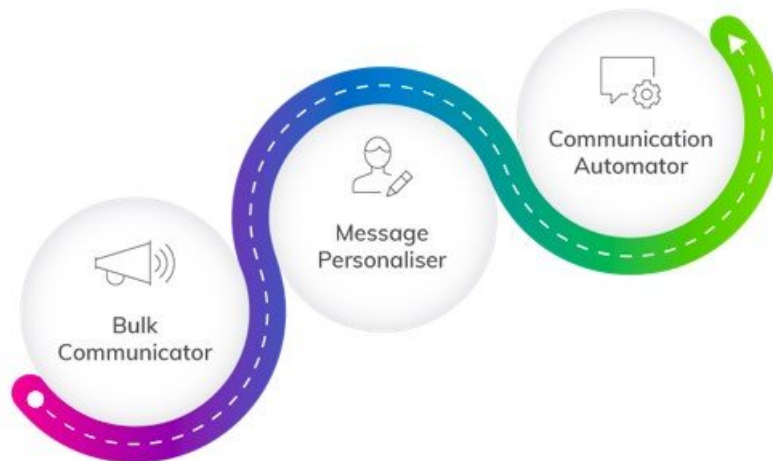 Bulk
Communicator
Message
Personaliser
Communication
Automator